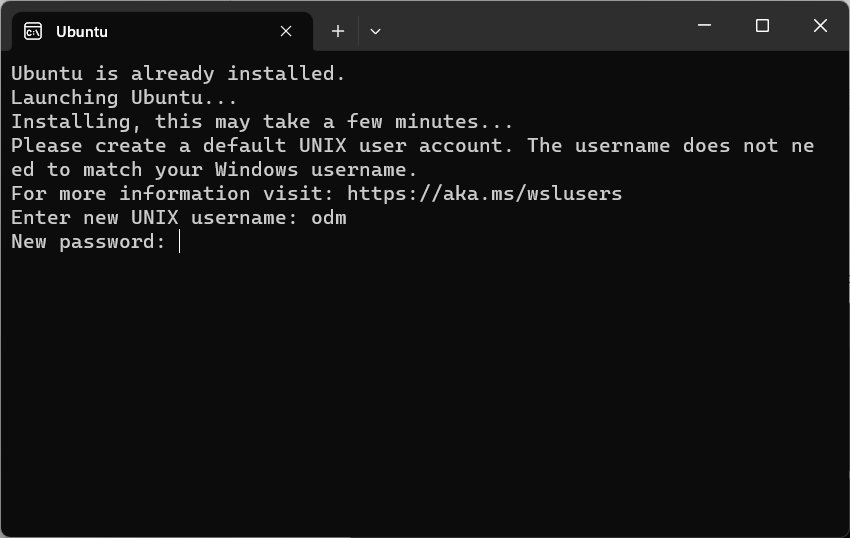 Ubuntu
Ubuntu is already installed.
Launching Ubuntu...
Installing, this may take a few minutes...
Please create a default UNIX user account. The username does not ne
ed to match your Windows username.
For more information visit: https://aka.ms/wslusers
Enter new UNIX username: odm
New password: